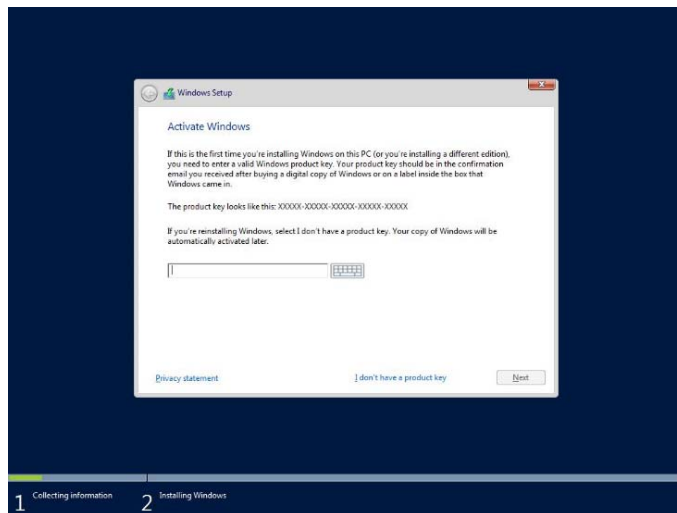 Windows Setup
Activate Windows
If this is the first time you're installing Windows on this PC (or you're installing a different edition),
you need to enter a valid Windows product key. Your product key should be in the confirmation
email you received after buying a digital copy of Windows or on a label inside the box that
Windows came in.
The product key looks like this: XXXXX-XXXXX-XXXXX-XXXXX-XXXXX
If you're reinstalling Windows, select I don't have a product key. Your copy of Windows will be
automatically activated later.
Privacy statement
I don't have a product key
Next
1 Collecting information
2 Installing Windows